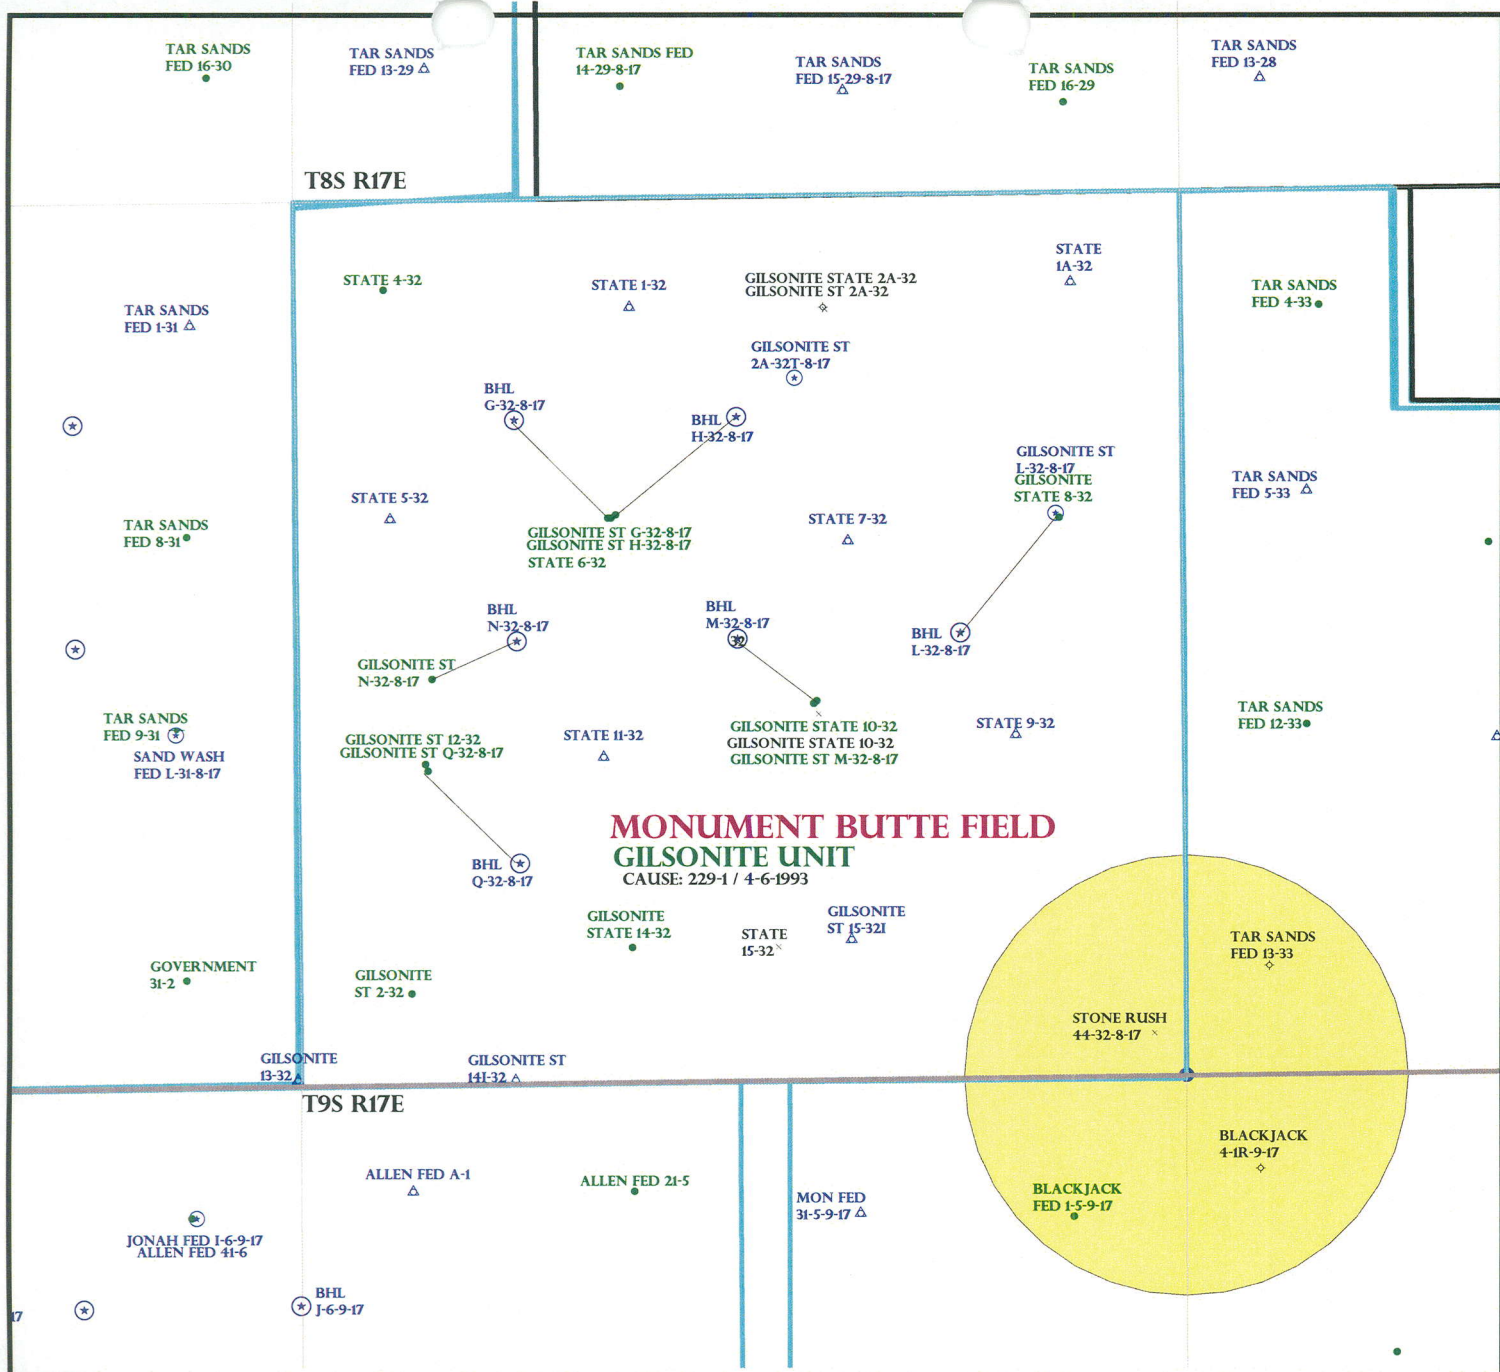 TAR SANDS
FED 16-30
TAR SANDS
FED 13-29
TAR SANDS FED
14-29-8-17
TAR SANDS
FED 15-29-8-17
TAR SANDS
FED 16-29
TAR SANDS
FED 13-28
T8S R17E
STATE 4-32
STATE 1-32
GILSONITE STATE 2A-32
GILSONITE ST 2A-32
STATE
1A-32
TAR SANDS
FED 4-33
TAR SANDS
FED 1-31
GILSONITE ST
2A-32T-8-17
BHL
G-32-8-17
BHL
H-32-8-17
GILSONITE ST
L-32-8-17
GILSONITE
STATE 8-32
TAR SANDS
FED 5-33
STATE 5-32
STATE 7-32
TAR SANDS
FED 8-31
GILSONITE ST G-32-8-17
GILSONITE ST H-32-8-17
STATE 6-32
BHL
N-32-8-17
BHL
M-32-8-17
32
BHL
L-32-8-17
GILSONITE ST
N-32-8-17
TAR SANDS
FED 9-31
SAND WASH
FED L-31-8-17
GILSONITE ST 12-32
GILSONITE ST Q-32-8-17
STATE 11-32
GILSONITE STATE 10-32
GILSONITE STATE 10-32
GILSONITE ST M-32-8-17
STATE 9-32
TAR SANDS
FED 12-33
MONUMENT BUTTE FIELD
GILSONITE UNIT
CAUSE: 229-1 / 4-6-1993
BHL
Q-32-8-17
GILSONITE
STATE 14-32
STATE
15-32
GILSONITE
ST 15-32I
TAR SANDS
FED 13-33
GOVERNMENT
31-2
GILSONITE
ST 2-32
STONE RUSH
44-32-8-17
GILSONITE
13-32
GILSONITE ST
14I-32
T9S R17E
BLACKJACK
4-1R-9-17
ALLEN FED A-1
ALLEN FED 21-5
MON FED
31-5-9-17
BLACKJACK
FED 1-5-9-17
JONAH FED I-6-9-17
ALLEN FED 41-6
BHL
J-6-9-17
17